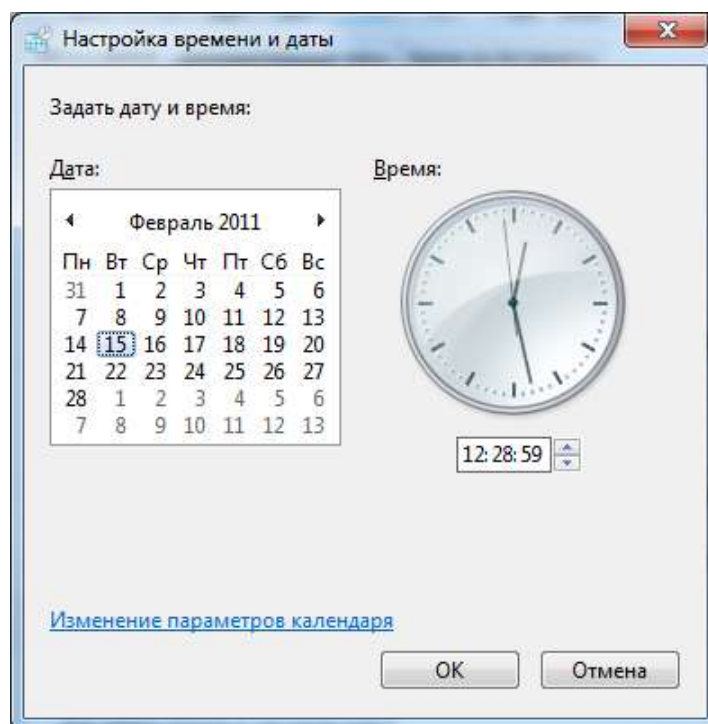 Настройка времени и даты
Задать дату и время:
Дата:
Время:
Февраль 2011
Пн Вт Ср Чт Пт Сб Вс
31 1 2 3 4 5 6
7 8 9 10 11 12 13
14 15 16 17 18 19 20
21 22 23 24 25 26 27
28 1 2 3 4 5 6
7 8 9 10 11 12 13
12: 28: 59
Изменение параметров календаря
ОК
Отмена